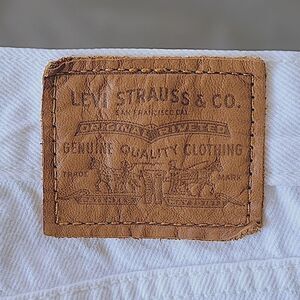 LEVI STRAUSS & CO.
SAN FRANCISCO, CAL.
ORIGINAL RIVETED
GENUINE QUALITY CLOTHING
TRADE MARK